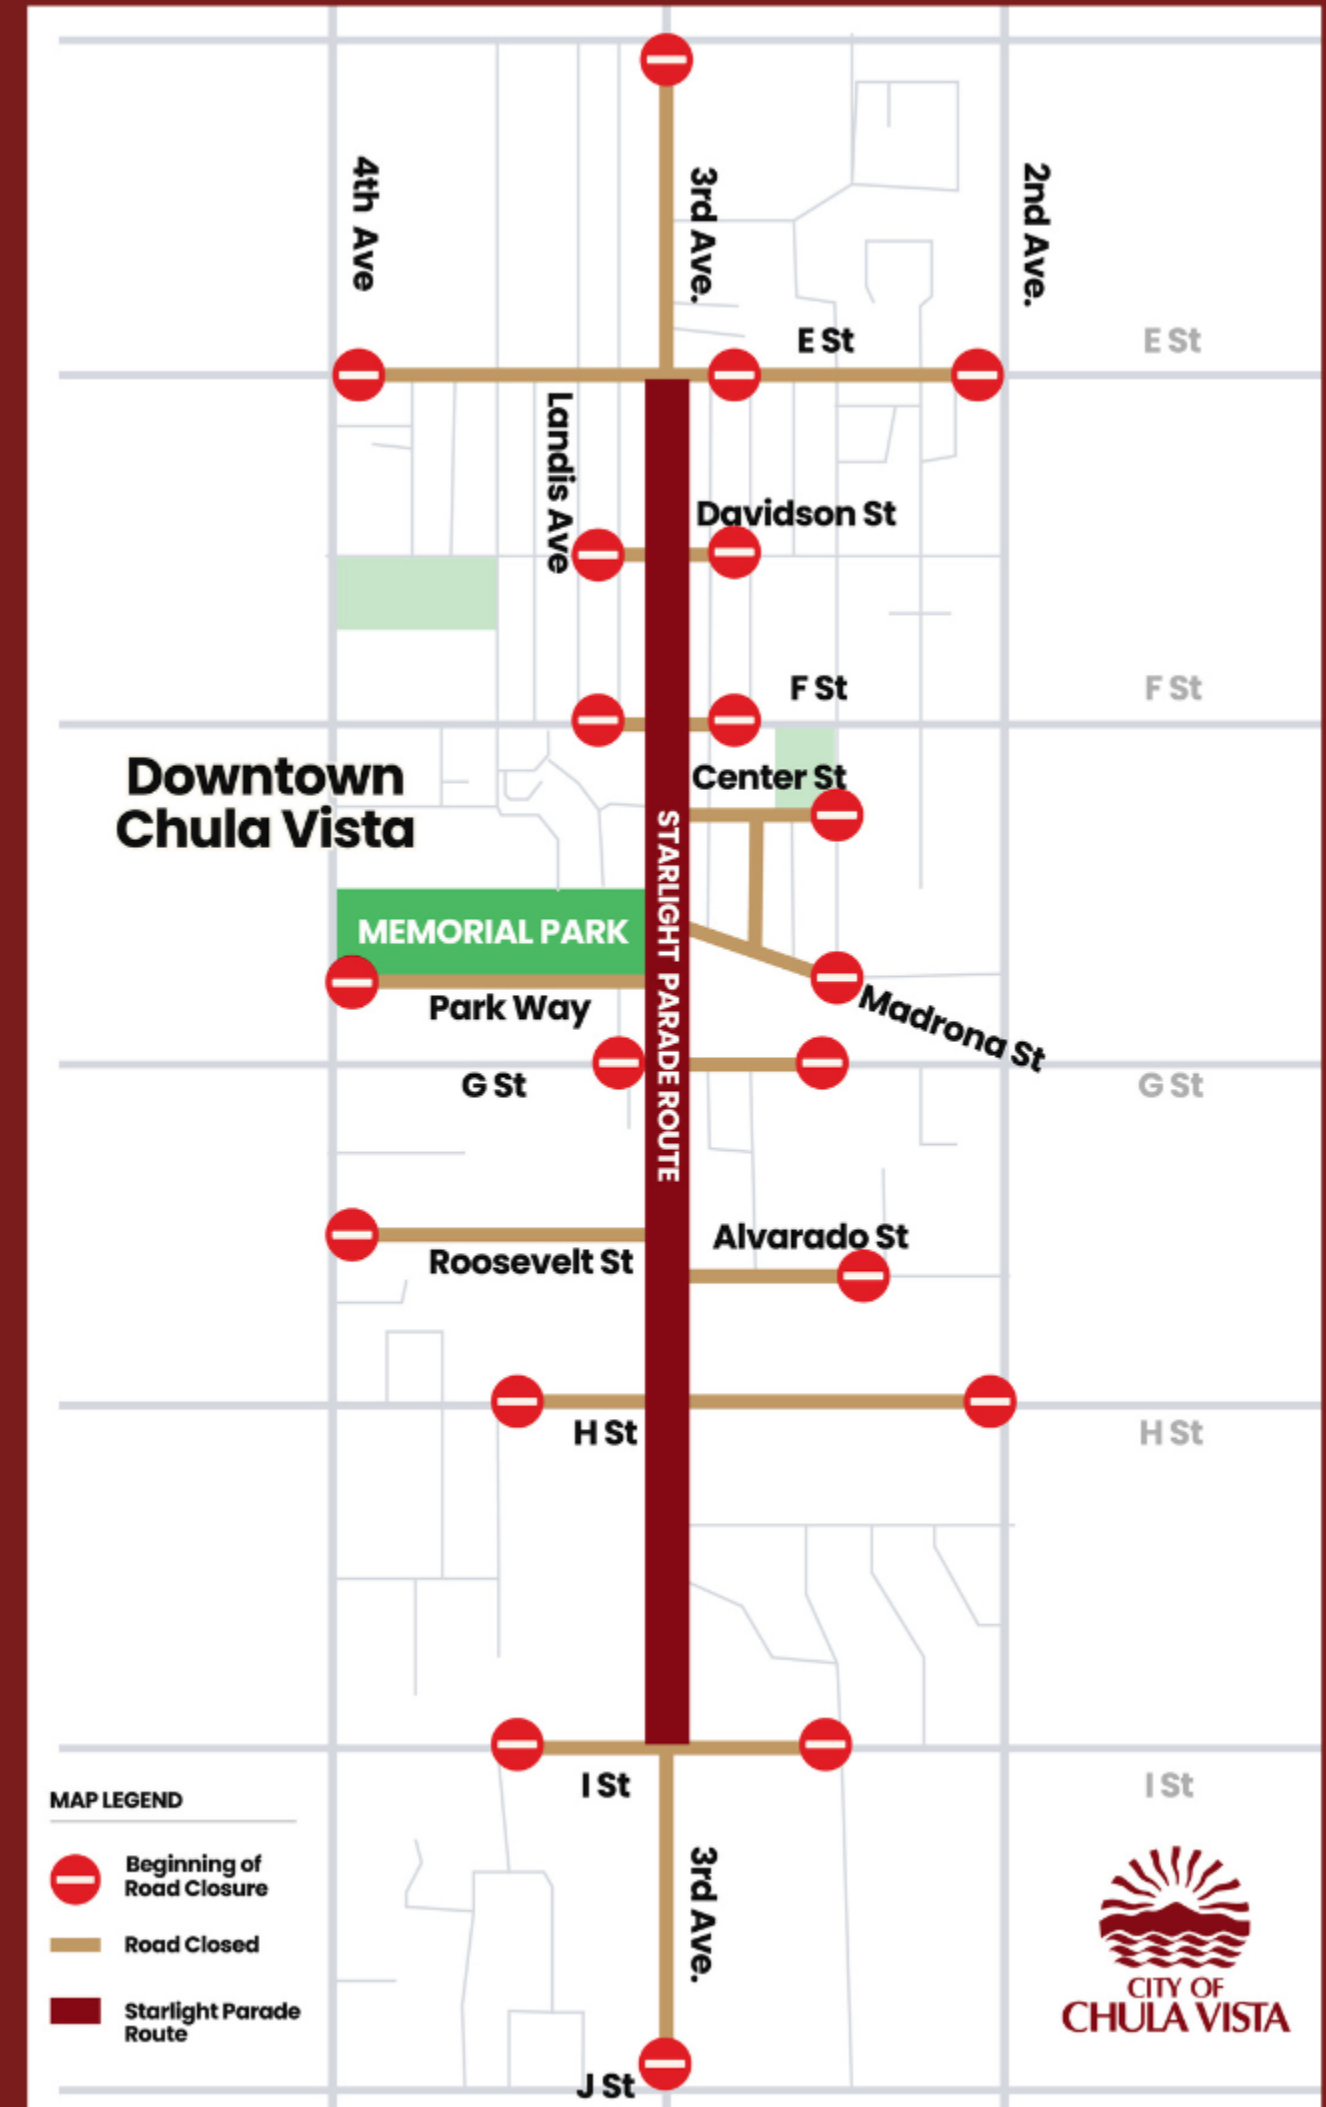 4th Ave
3rd Ave.
2nd Ave.
E St
E St
Landis Ave
Davidson St
F St
F St
Downtown
Chula Vista
Center St
STARLIGHT PARADE ROUTE
MEMORIAL PARK
Park Way
Madrona St
G St
G St
Alvarado St
Roosevelt St
H St
H St
I St
I St
MAP LEGEND
Beginning of
Road Closure
Road Closed
Starlight Parade
Route
3rd Ave.
J St
CITY OF
CHULA VISTA